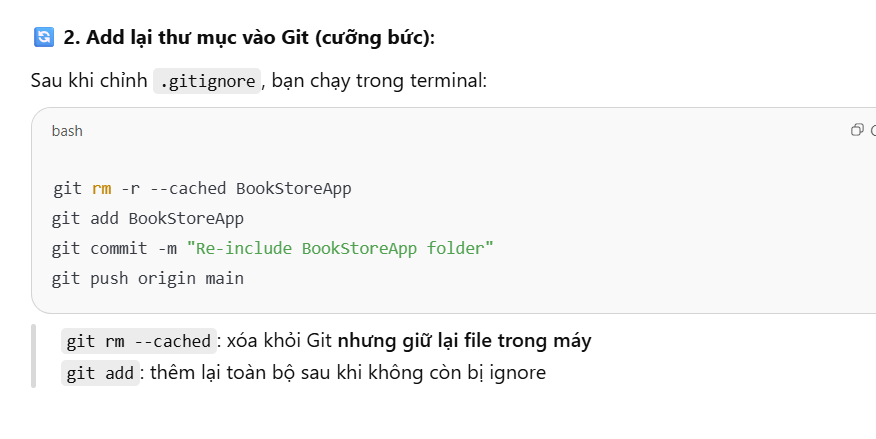 2. Add lại thư mục vào Git (cưỡng bức):
Sau khi chỉnh .gitignore, bạn chạy trong terminal:
bash
git rm -r --cached BookStoreApp
git add BookStoreApp
git commit -m "Re-include BookStoreApp folder"
git push origin main
git rm --cached: xóa khỏi Git nhưng giữ lại file trong máy
git add: thêm lại toàn bộ sau khi không còn bị ignore